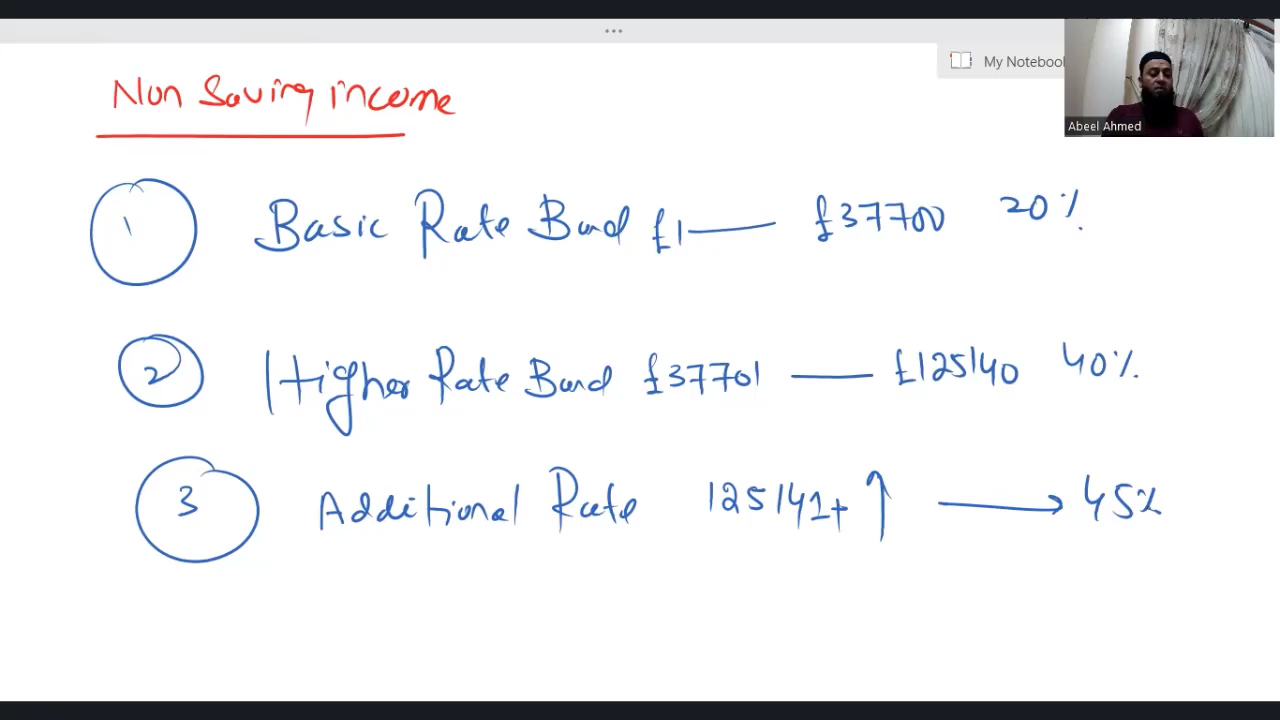 My Notebook
Abeel Ahmed
Non Saving income
1 Basic Rate Band £1 — £37700 20%
2 Higher Rate Band £37701 — £125140 40%
3 Additional Rate 125141+ ↑ → 45%